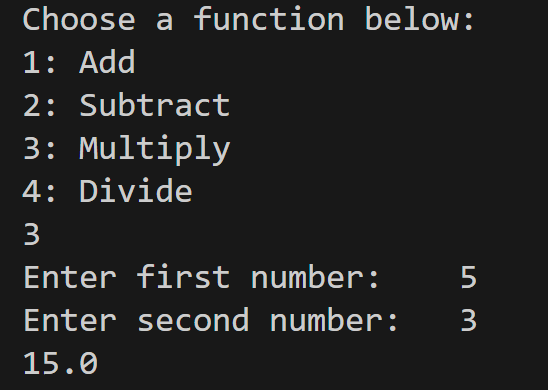 Choose a function below:
1: Add
2: Subtract
3: Multiply
4: Divide
3
Enter first number:    5
Enter second number:   3
15.0